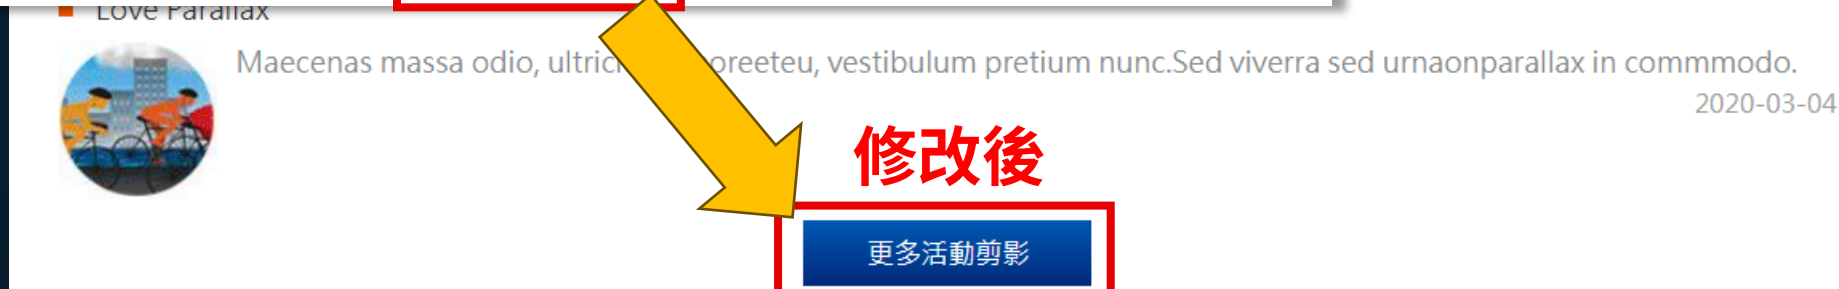 Love Parallax
Maecenas massa odio, oreeteu, vestibulum pretium nunc.Sed viverra sed urnaonparallax in commmodo.
2020-03-04
修改後
更多活動剪影